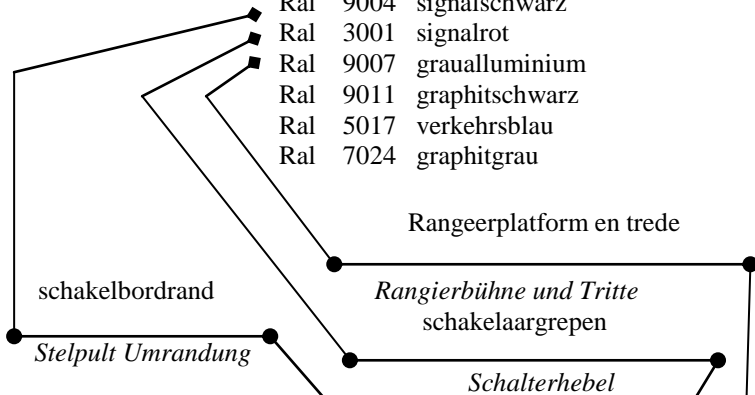 Ral 9004 signalschwarz
Ral 3001 signalrot
Ral 9007 graualluminium
Ral 9011 graphitschwarz
Ral 5017 verkehrsblau
Ral 7024 graphitgrau
Rangeerplatform en trede
schakelbordrand
Rangierbühne und Tritte
schakelaargrepen
Stelpult Umrandung
Schalterhebel